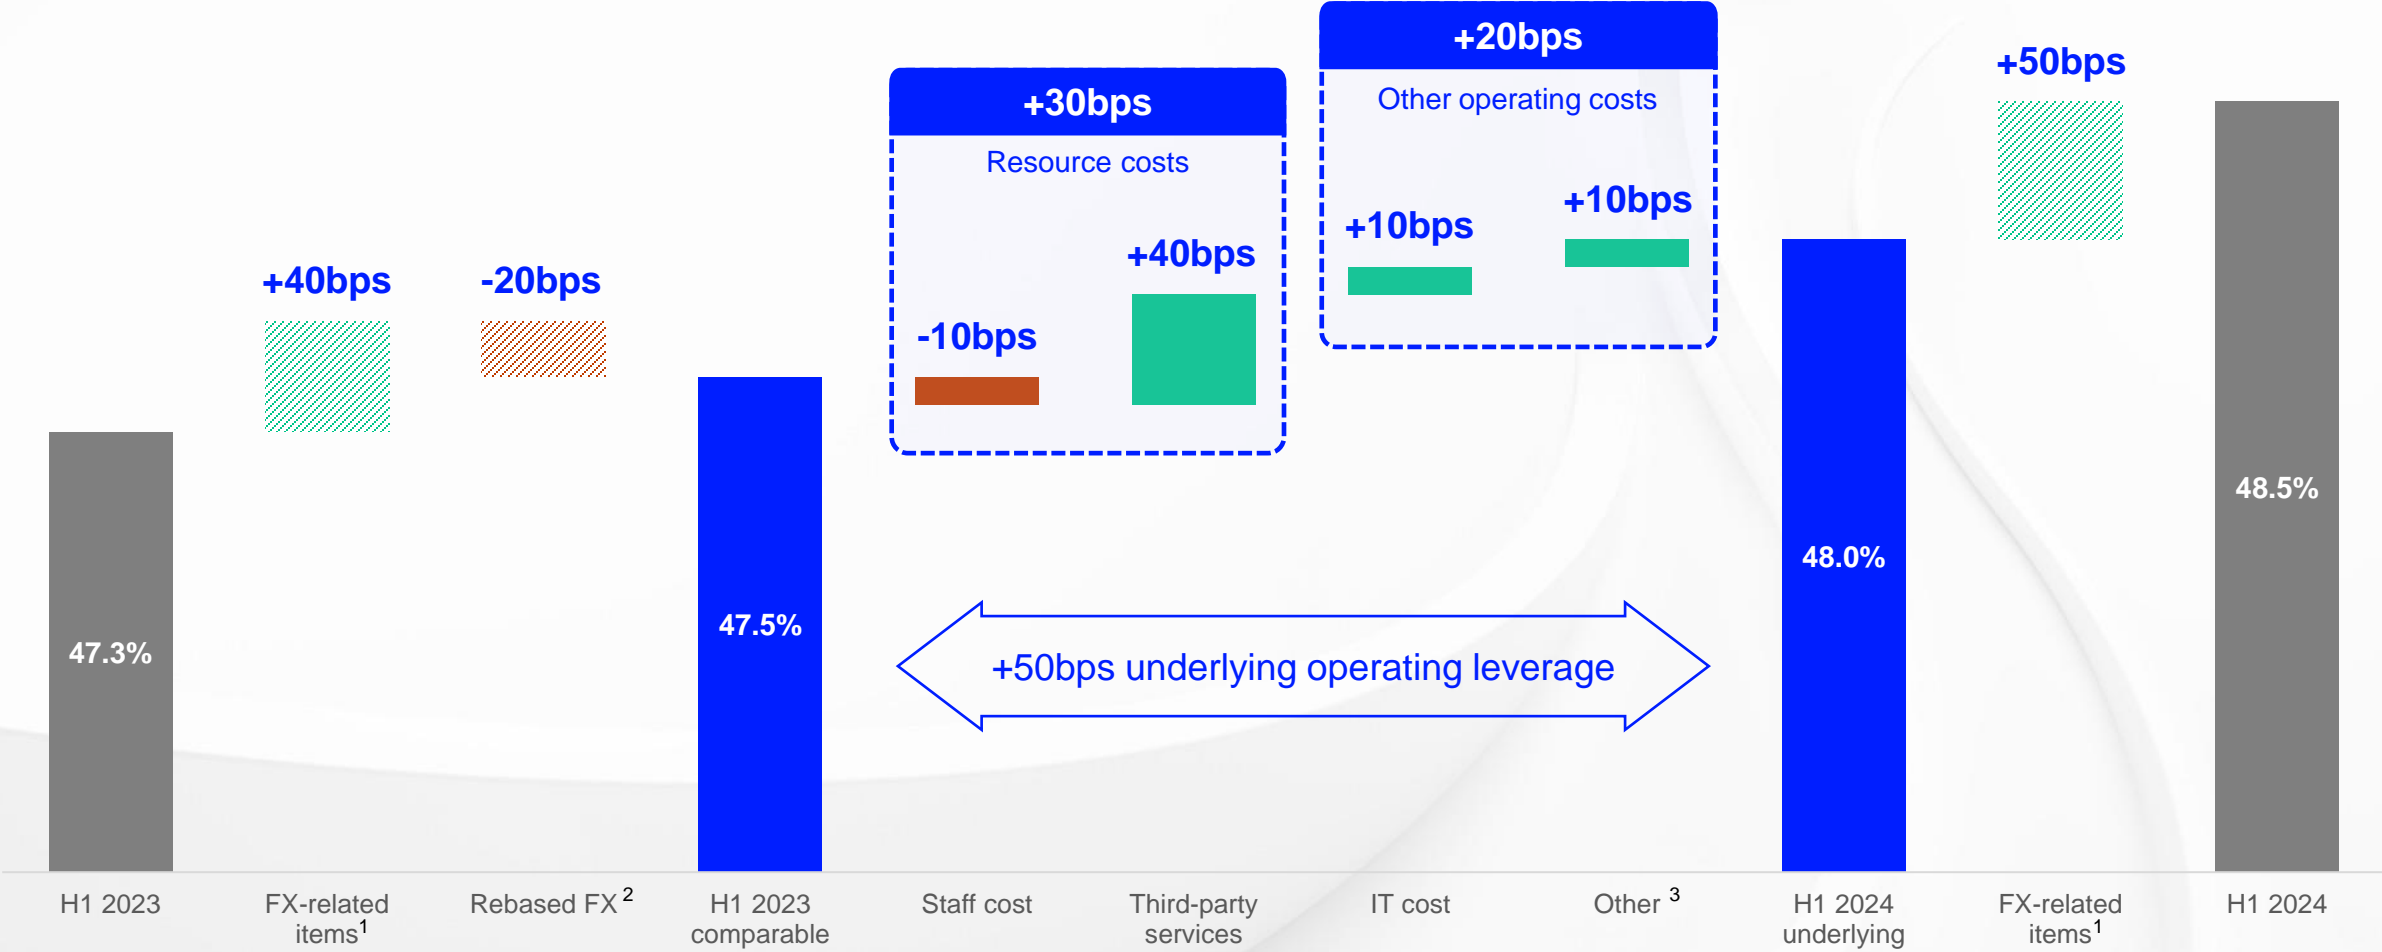 +20bps
Other operating costs
+50bps
+30bps
Resource costs
+10bps
+10bps
+40bps
+40bps
-20bps
-10bps
48.5%
48.0%
47.5%
47.3%
+50bps underlying operating leverage
H1 2023
FX-related
items1
Rebased FX 2
H1 2023
comparable
Staff cost
Third-party
services
IT cost
Other 3
H1 2024
underlying
FX-related
items1
H1 2024